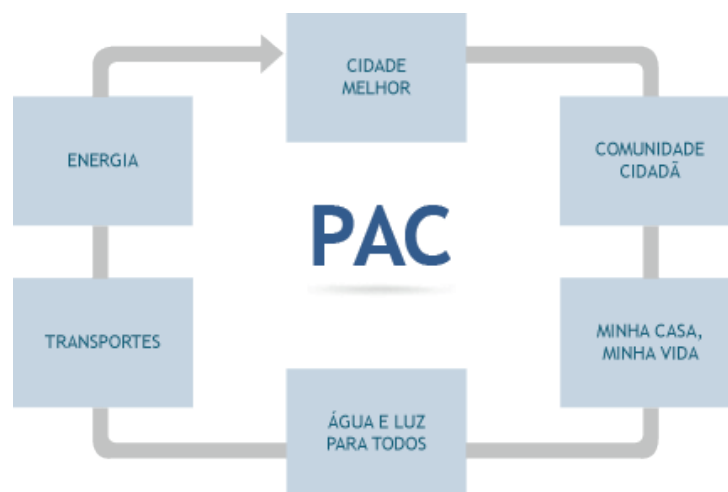 CIDADE
MELHOR
COMUNIDADE
CIDADÃ
MINHA CASA,
MINHA VIDA
ÁGUA E LUZ
PARA TODOS
TRANSPORTES
ENERGIA
PAC